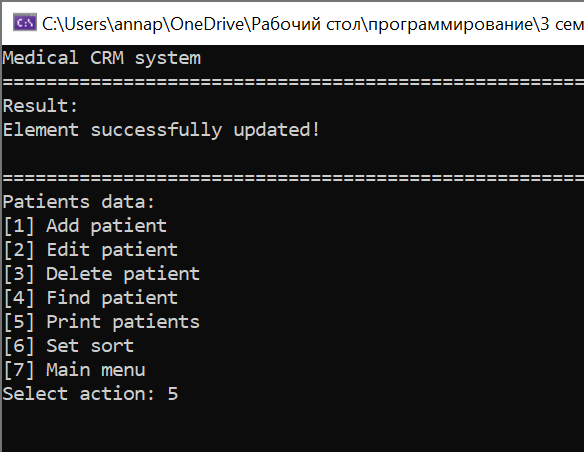 C:\Users\annap\OneDrive\Рабочий стол\программирование\3 сем
Medical CRM system
=====================================================
Result:
Element successfully updated!
=====================================================
Patients data:
[1] Add patient
[2] Edit patient
[3] Delete patient
[4] Find patient
[5] Print patients
[6] Set sort
[7] Main menu
Select action: 5